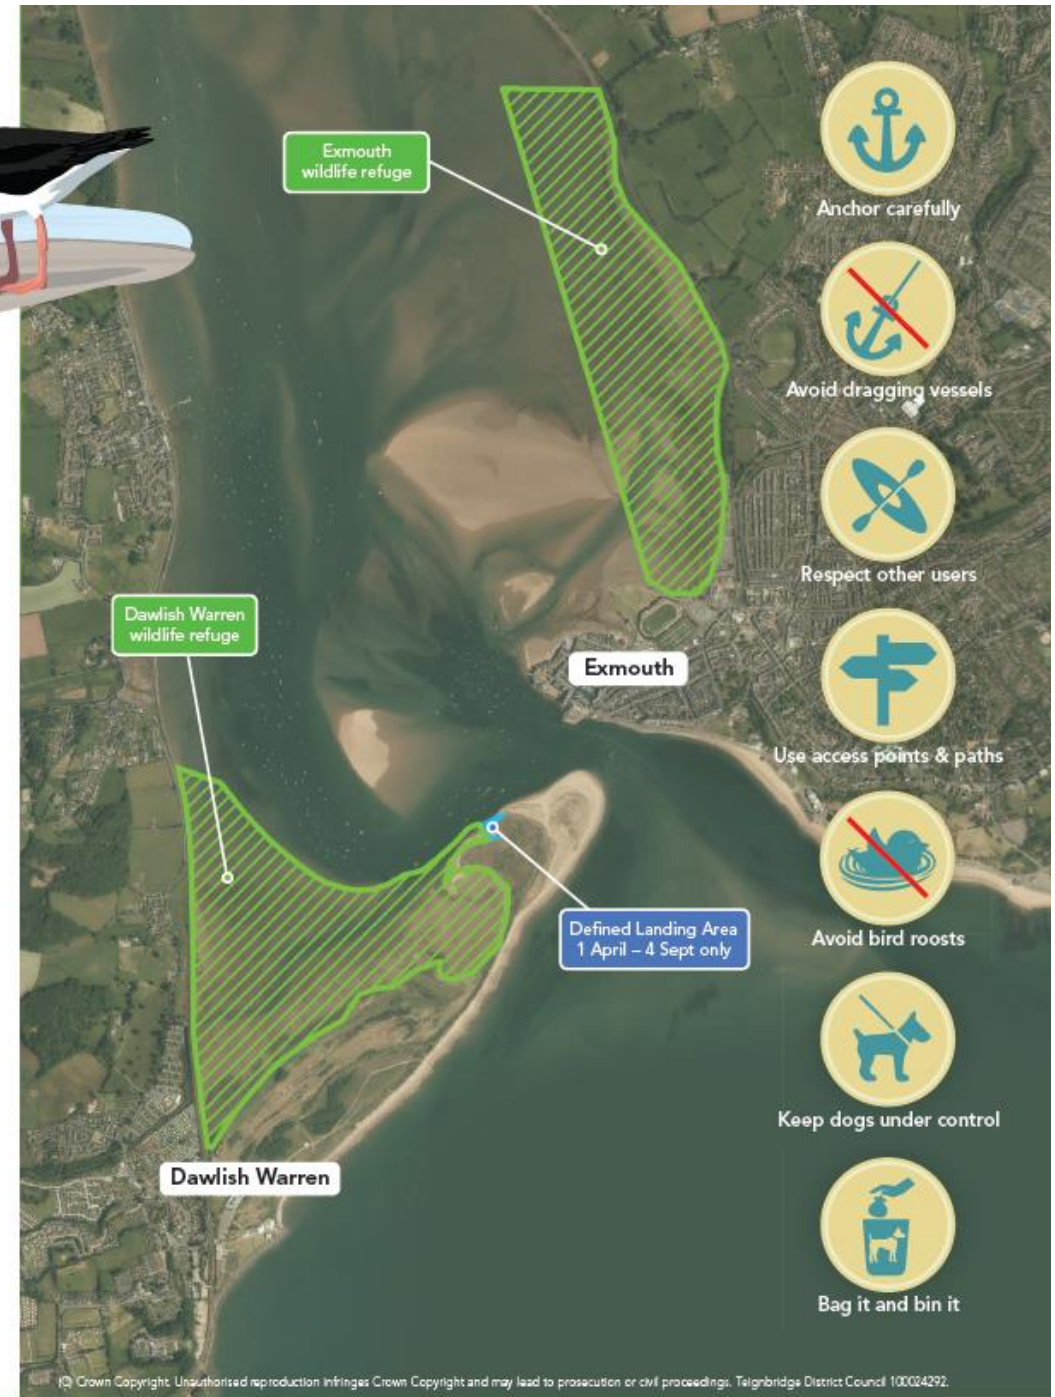 Exmouth
wildlife refuge
Anchor carefully
Avoid dragging vessels
Respect other users
Dawlish Warren
wildlife refuge
Exmouth
Use access points & paths
Defined Landing Area
1 April – 4 Sept only
Avoid bird roosts
Keep dogs under control
Dawlish Warren
Bag it and bin it
(C) Crown Copyright. Unauthorised reproduction infringes Crown Copyright and may lead to prosecution or civil proceedings. Teignbridge District Council 100024292.